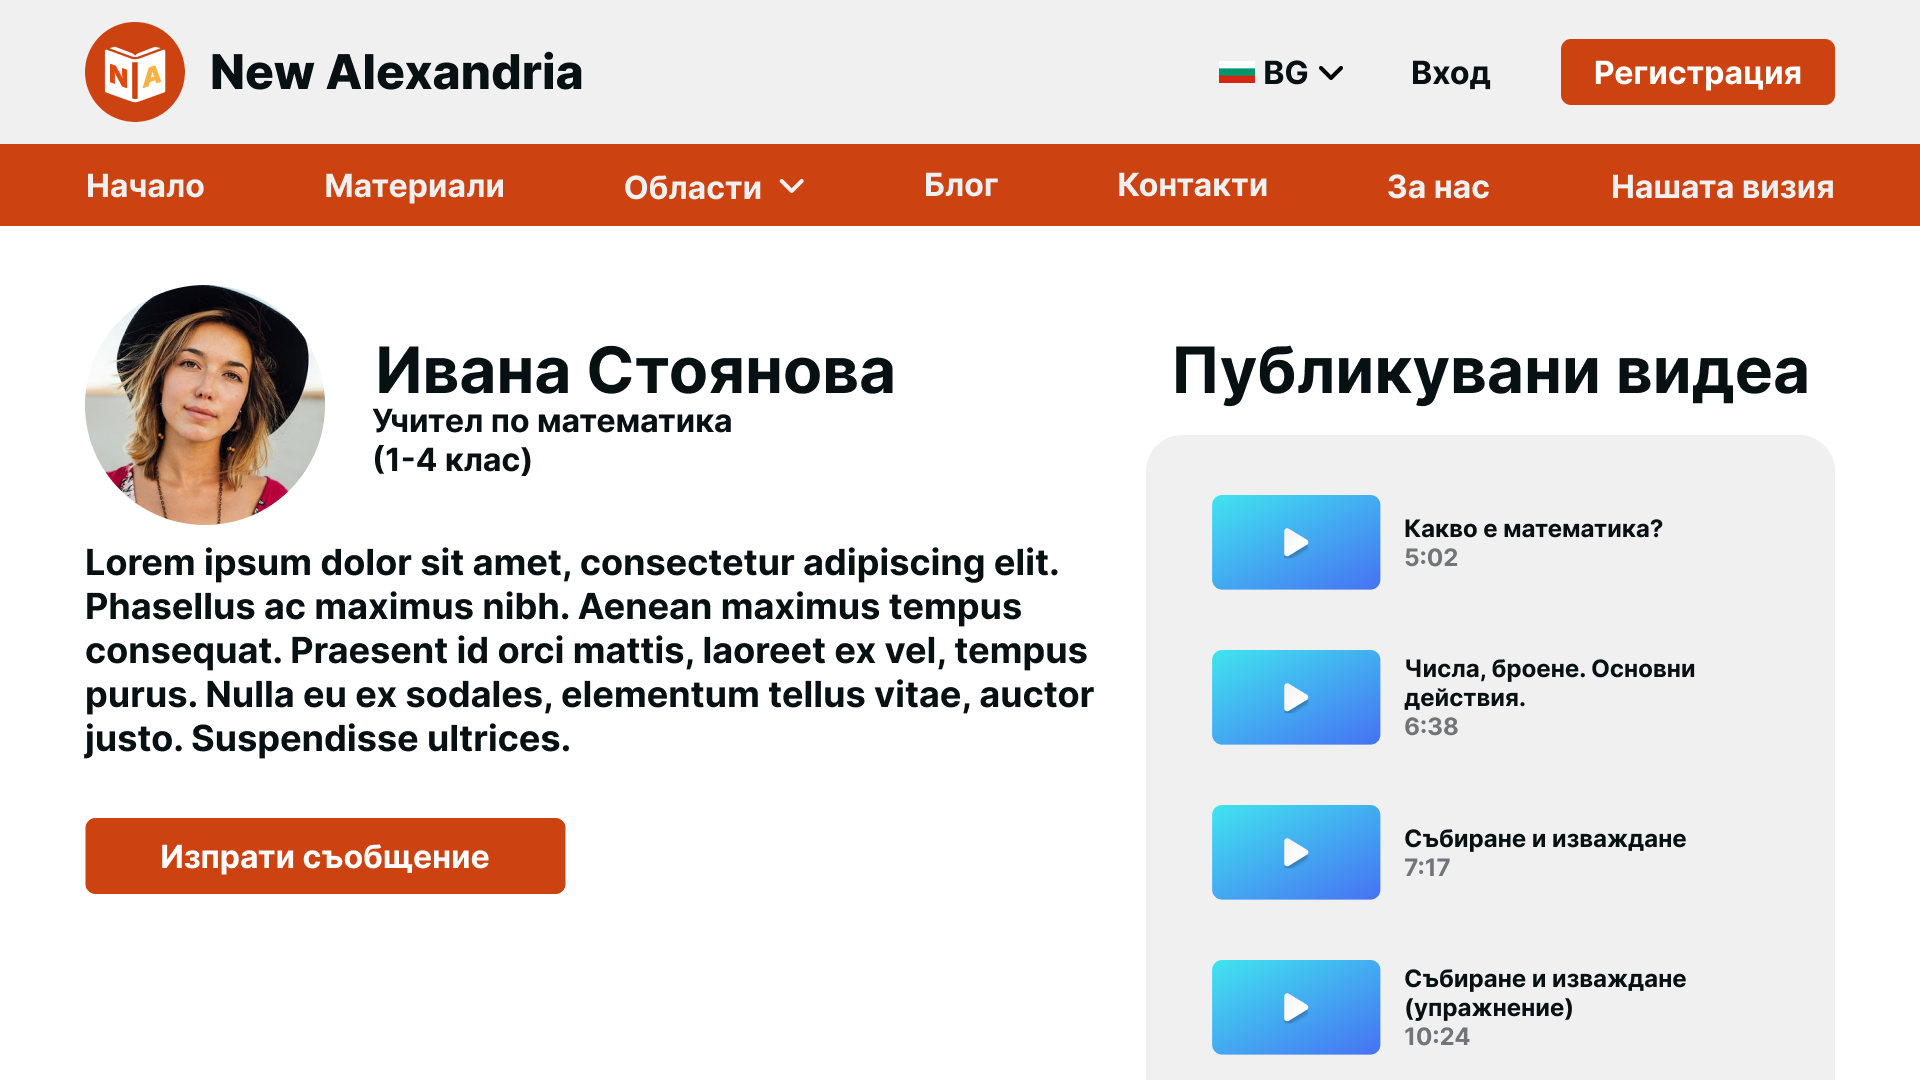 NA
New Alexandria
BG
Вход
Регистрация
Начало
Материали
Области
Блог
Контакти
За нас
Нашата визия
Ивана Стоянова
Учител по математика
(1-4 клас)
Lorem ipsum dolor sit amet, consectetur adipiscing elit.
Phasellus ac maximus nibh. Aenean maximus tempus
consequat. Praesent id orci mattis, laoreet ex vel, tempus
purus. Nulla eu ex sodales, elementum tellus vitae, auctor
justo. Suspendisse ultrices.
Изпрати съобщение
Публикувани видеа
Какво е математика?
5:02
Числа, броене. Основни
действия.
6:38
Събиране и изваждане
7:17
Събиране и изваждане
(упражнение)
10:24